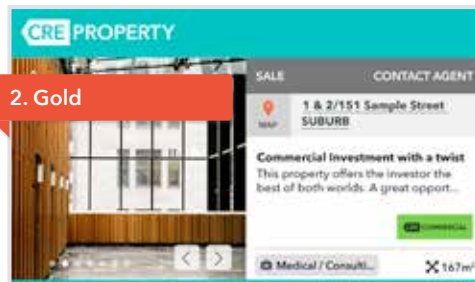 CRE PROPERTY
2. Gold
SALE CONTACT AGENT
MAP
1 & 2/151 Sample Street
SUBURB
Commercial Investment with a twist
This property offers the investor the
best of both worlds. A great opport...
CRE COMMERCIAL
Medical / Consulti...
167m²